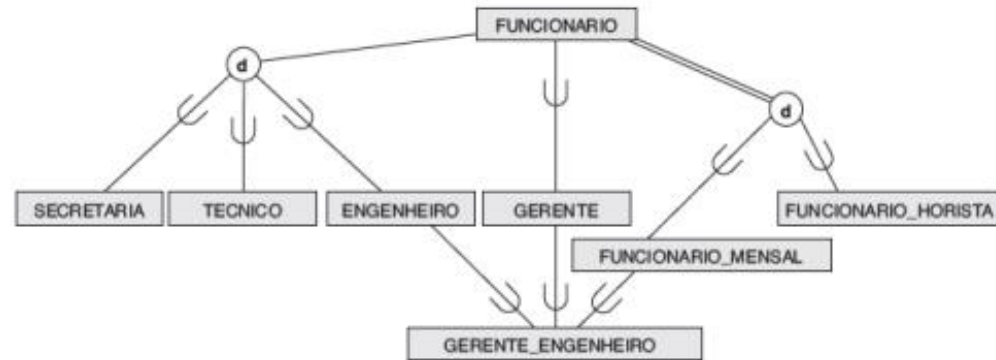 FUNCIONARIO
d
d
SECRETARIA
TECNICO
ENGENHEIRO
GERENTE
FUNCIONARIO_HORISTA
FUNCIONARIO_MENSAL
GERENTE_ENGENHEIRO